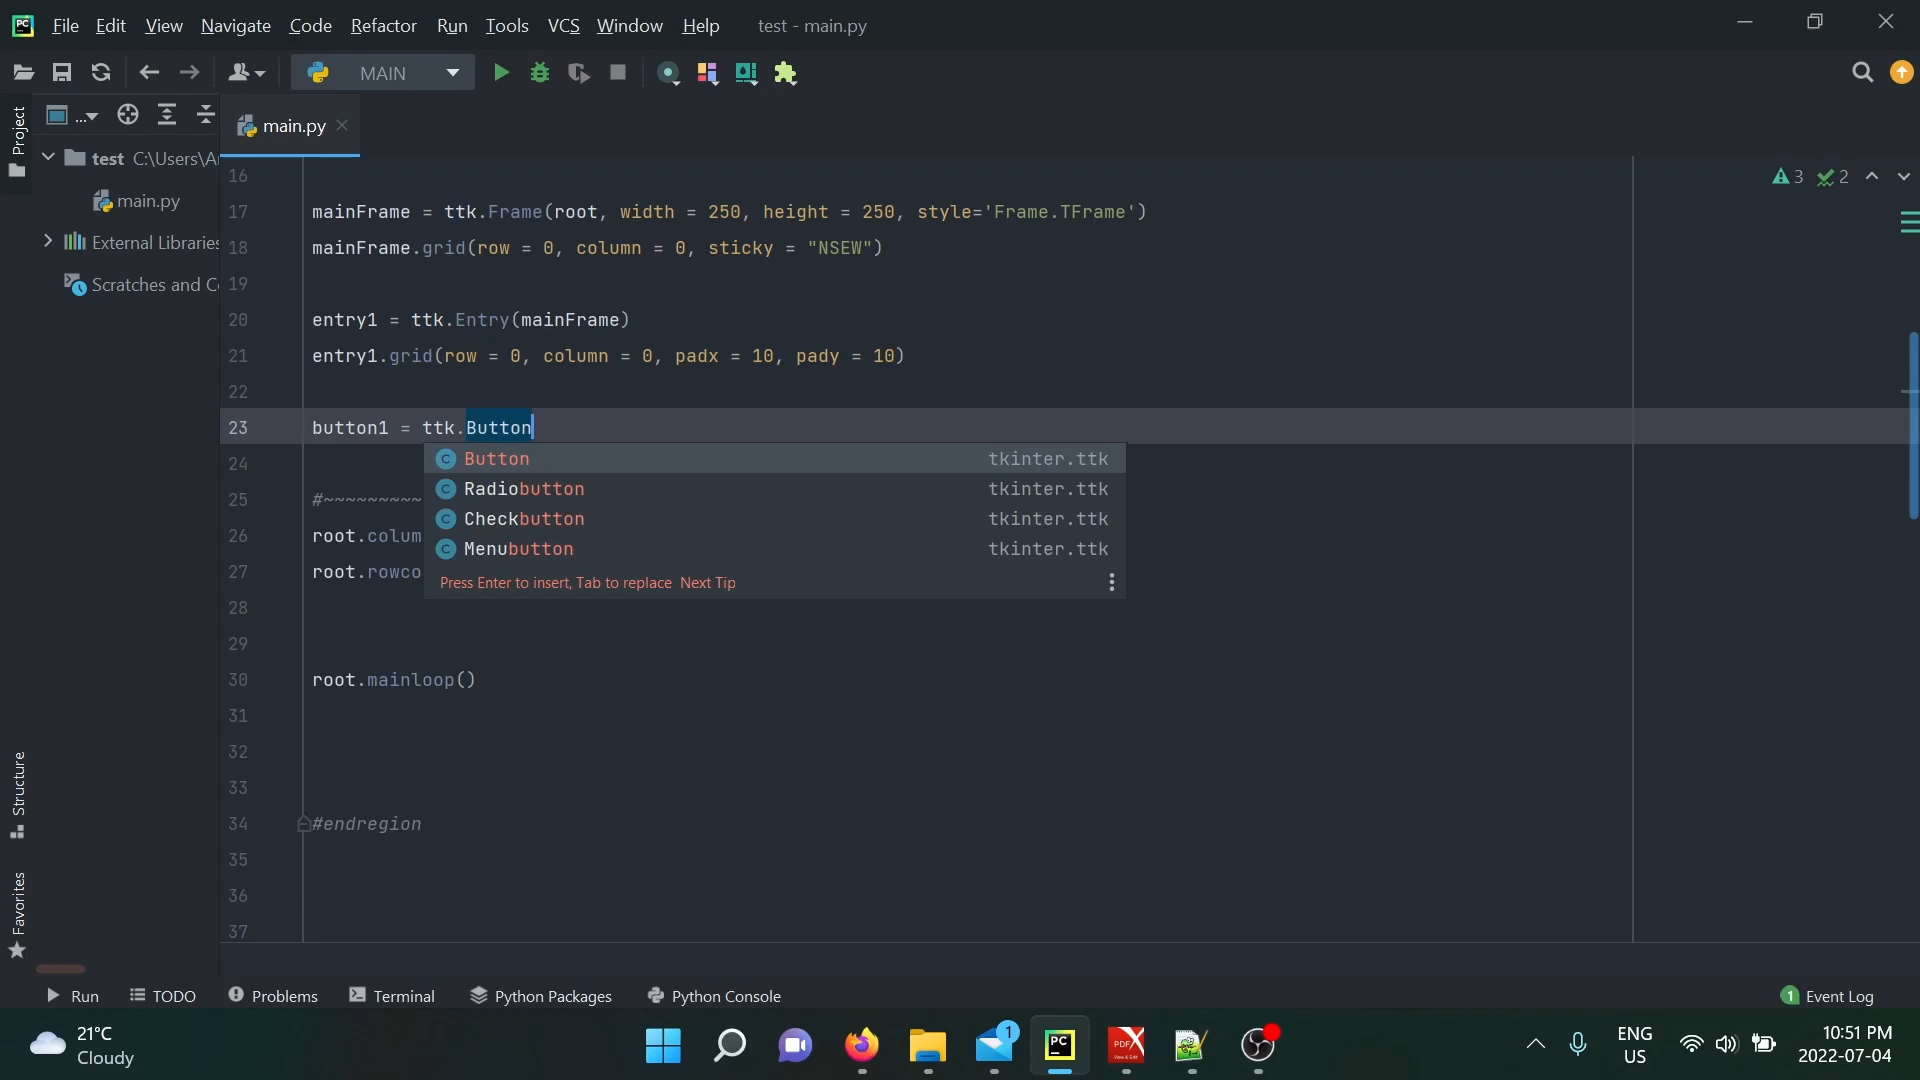 PC File Edit View Navigate Code Refactor Run Tools VCS Window Help test - main.py
MAIN
Project
...
main.py
test C:\Users\A
main.py
External Libraries
Scratches and C
3 2
16
17 mainFrame = ttk.Frame(root, width = 250, height = 250, style='Frame.TFrame')
18 mainFrame.grid(row = 0, column = 0, sticky = "NSEW")
19
20 entry1 = ttk.Entry(mainFrame)
21 entry1.grid(row = 0, column = 0, padx = 10, pady = 10)
22
23 button1 = ttk.Button
24
25 #~~~~~~~~~
26 root.colum
27 root.rowco
28
29
30 root.mainloop()
31
32
33
34 #endregion
35
36
37
C Button tkinter.ttk
C Radiobutton tkinter.ttk
C Checkbutton tkinter.ttk
C Menubutton tkinter.ttk
Press Enter to insert, Tab to replace Next Tip
Structure
Favorites
Run TODO Problems Terminal Python Packages Python Console 1 Event Log
21°C
Cloudy
1
PC
PDF
ENG
US
10:51 PM
2022-07-04